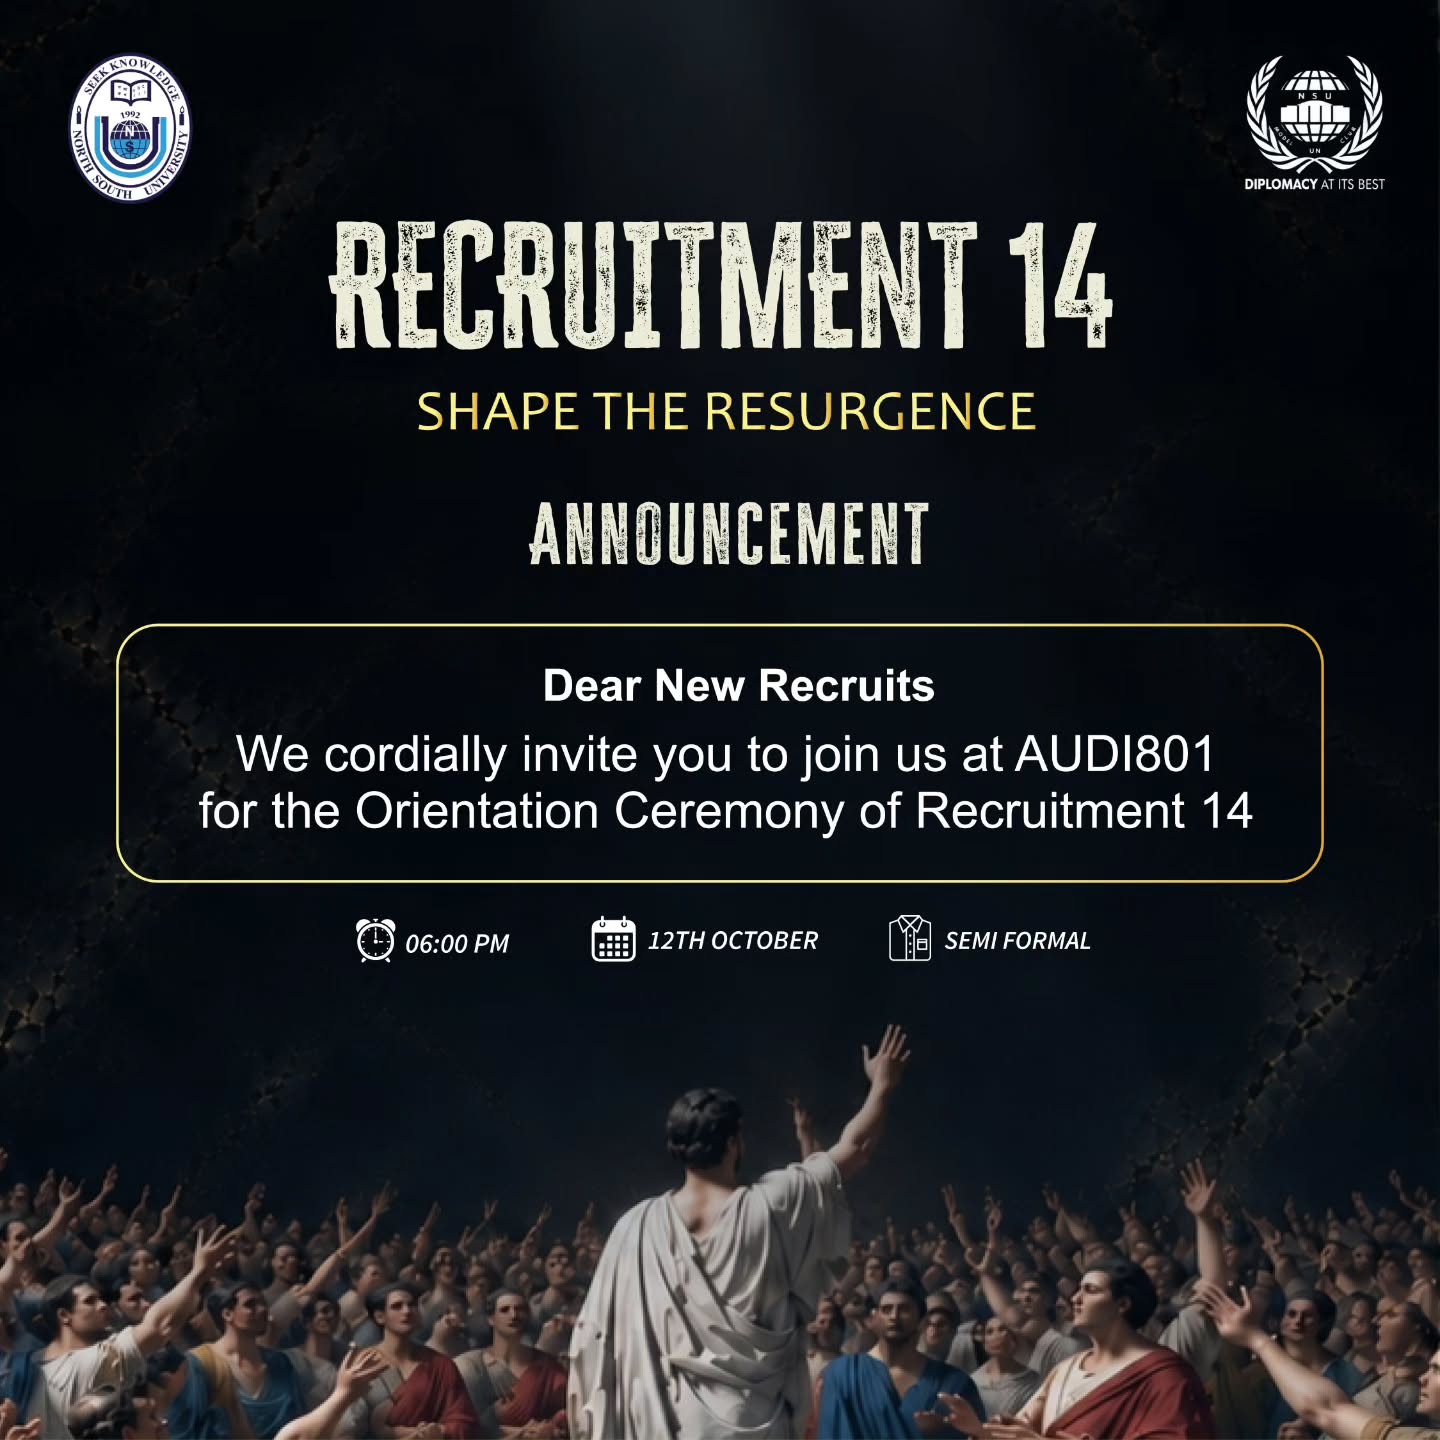 SEEK KNOWLEDGE
1992
N
S
NORTH SOUTH UNIVERSITY
NSU
MODEL UN CLUB
DIPLOMACY AT ITS BEST
RECRUITMENT 14
SHAPE THE RESURGENCE
ANNOUNCEMENT
Dear New Recruits
We cordially invite you to join us at AUDI801
for the Orientation Ceremony of Recruitment 14
06:00 PM
12TH OCTOBER
SEMI FORMAL